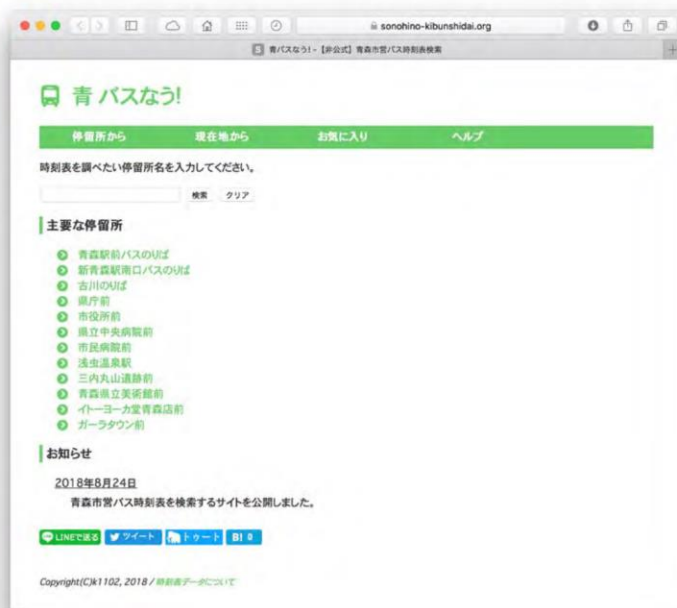 sonohino-kibunshidai.org
青バスなう! - 【非公式】青森市営バス時刻表検索
青バスなう!
停留所から 現在地から お気に入り ヘルプ
時刻表を調べたい停留所名を入力してください。
検索 クリア
主要な停留所
青森駅前バスのりば
新青森駅南口バスのりば
古川のりば
県庁前
市役所前
県立中央病院前
市民病院前
浅虫温泉駅
三内丸山遺跡前
青森県立美術館前
イトーヨーカ堂青森店前
ガーラタウン前
お知らせ
2018年8月24日
青森市営バス時刻表を検索するサイトを公開しました。
LINEで送る ツイート トゥート B! 0
Copyright(C)k1102, 2018 / 時刻表データについて